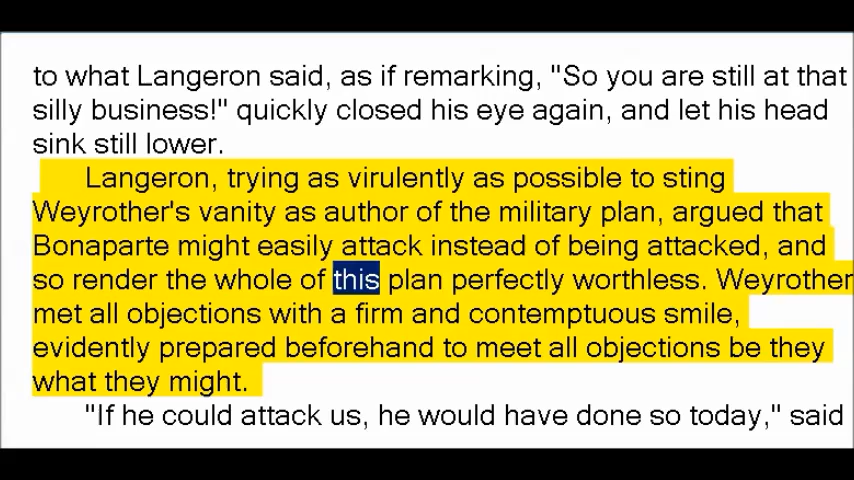 to what Langeron said, as if remarking, "So you are still at that
silly business!" quickly closed his eye again, and let his head
sink still lower.
Langeron, trying as virulently as possible to sting
Weyrother's vanity as author of the military plan, argued that
Bonaparte might easily attack instead of being attacked, and
so render the whole of this plan perfectly worthless. Weyrother
met all objections with a firm and contemptuous smile,
evidently prepared beforehand to meet all objections be they
what they might.
"If he could attack us, he would have done so today," said